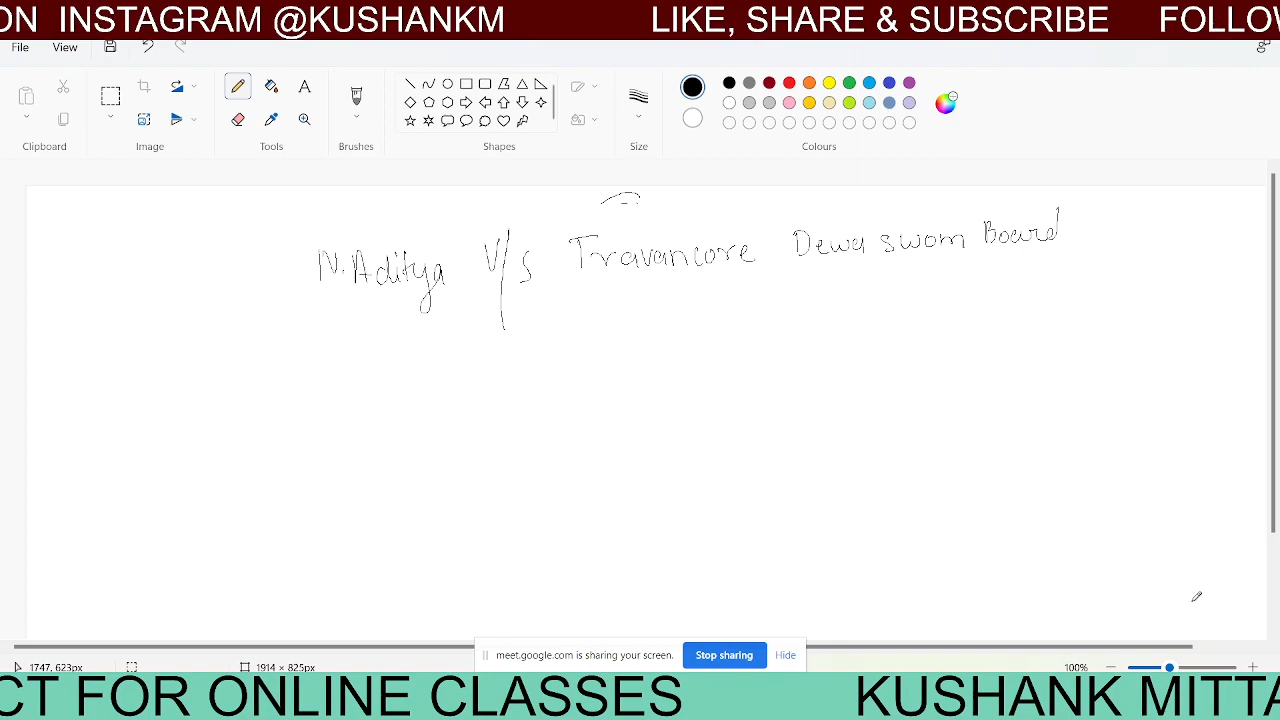 ON INSTAGRAM @KUSHANKM LIKE, SHARE & SUBSCRIBE FOLLOW
File View
Clipboard Image Tools Brushes Shapes Size Colours
N. Aditya V/s Travancore Dewaswom Board
meet.google.com is sharing your screen. Stop sharing Hide
1747, 623px 1914 × 825px 100%
CT FOR ONLINE CLASSES KUSHANK MITTA